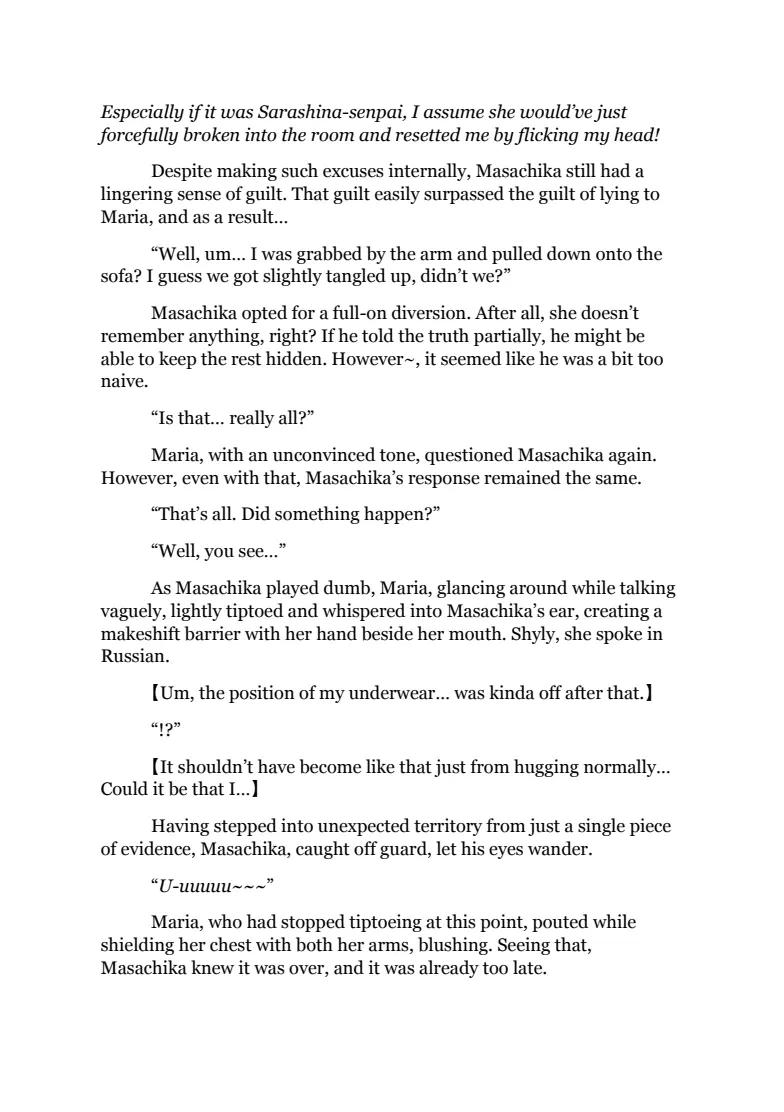 Especially if it was Sarashina-senpai, I assume she would’ve just
forcefully broken into the room and resetted me by flicking my head!
Despite making such excuses internally, Masachika still had a
lingering sense of guilt. That guilt easily surpassed the guilt of lying to
Maria, and as a result…
“Well, um… I was grabbed by the arm and pulled down onto the
sofa? I guess we got slightly tangled up, didn’t we?”
Masachika opted for a full-on diversion. After all, she doesn’t
remember anything, right? If he told the truth partially, he might be
able to keep the rest hidden. However~, it seemed like he was a bit too
naive.
“Is that… really all?”
Maria, with an unconvinced tone, questioned Masachika again.
However, even with that, Masachika’s response remained the same.
“That’s all. Did something happen?”
“Well, you see…”
As Masachika played dumb, Maria, glancing around while talking
vaguely, lightly tiptoed and whispered into Masachika’s ear, creating a
makeshift barrier with her hand beside her mouth. Shyly, she spoke in
Russian.
【Um, the position of my underwear… was kinda off after that.】
“!?”
【It shouldn’t have become like that just from hugging normally…
Could it be that I…】
Having stepped into unexpected territory from just a single piece
of evidence, Masachika, caught off guard, let his eyes wander.
“U-uuuuu~~~”
Maria, who had stopped tiptoeing at this point, pouted while
shielding her chest with both her arms, blushing. Seeing that,
Masachika knew it was over, and it was already too late.